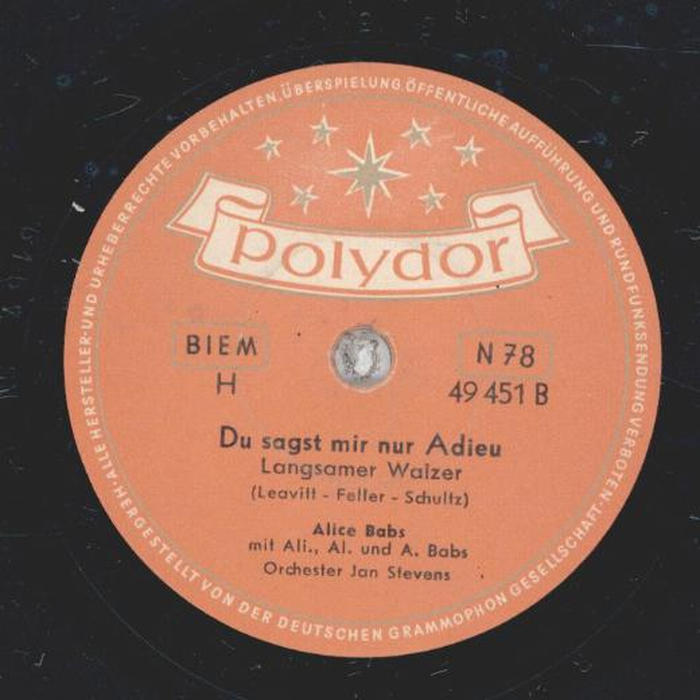 ALLE HERSTELLER-UND URHEBERRECHTE VORBEHALTEN. ÜBERSPIELUNG. ÖFFENTLICHE AUFFÜHRUNG UND RUNDFUNKSENDUNG VERBOTEN
polydor
BIEM
H
N 78
49 451 B
Du sagst mir nur Adieu
Langsamer Walzer
(Leavitt - Feller - Schultz)
Alice Babs
mit Ali., Al. und A. Babs
Orchester Jan Stevens
HERGESTELLT VON DER DEUTSCHEN GRAMMOPHON GESELLSCHAFT